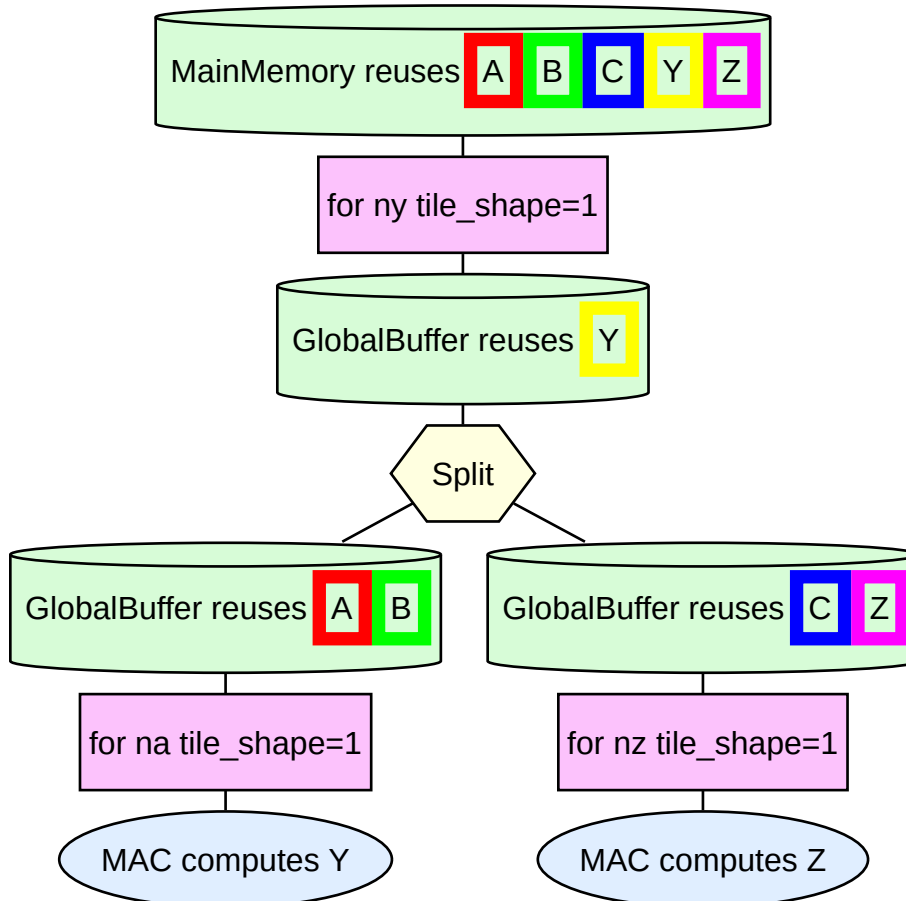 MainMemory reuses A B C Y Z
for ny tile_shape=1
GlobalBuffer reuses Y
Split
GlobalBuffer reuses A B
GlobalBuffer reuses C Z
for na tile_shape=1
for nz tile_shape=1
MAC computes Y
MAC computes Z